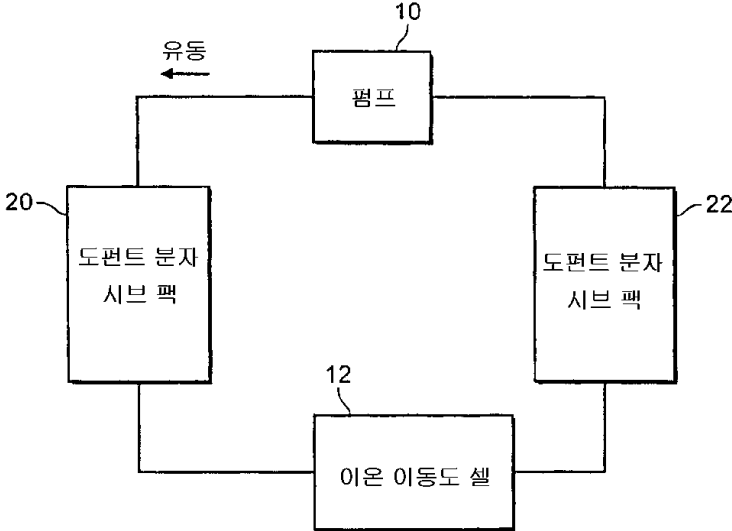 10
유동
펌프
20
도펀트 분자
시브 팩
22
도펀트 분자
시브 팩
12
이온 이동도 셀